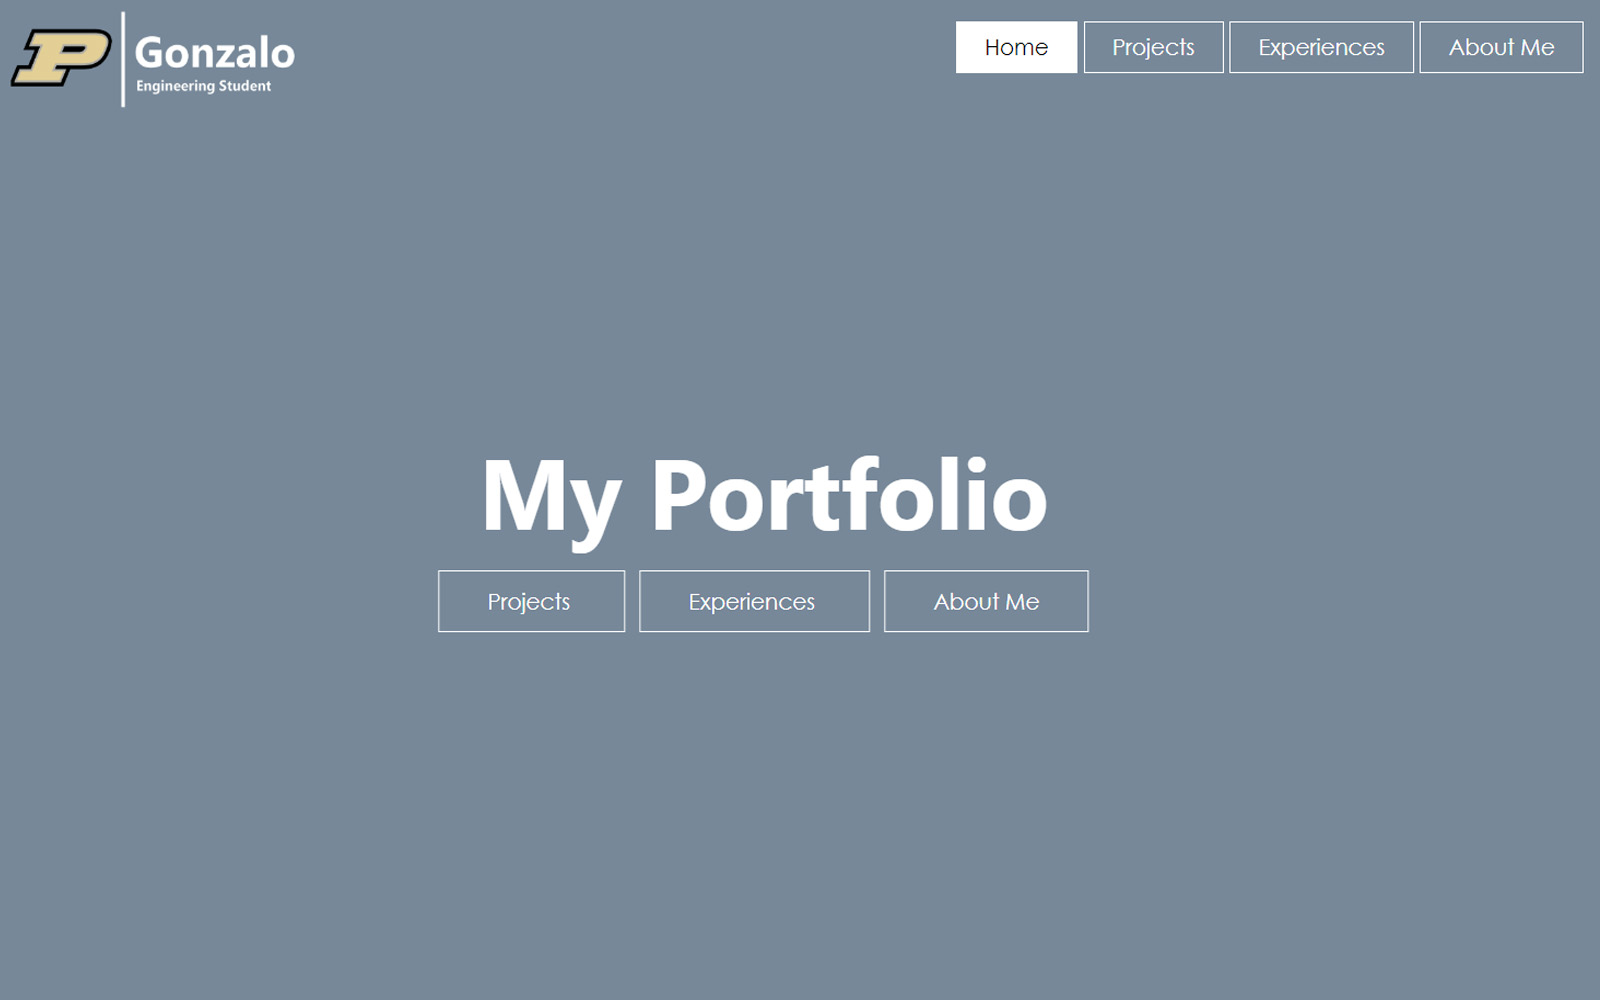 P
Gonzalo
Engineering Student
Home Projects Experiences About Me
My Portfolio
Projects Experiences About Me